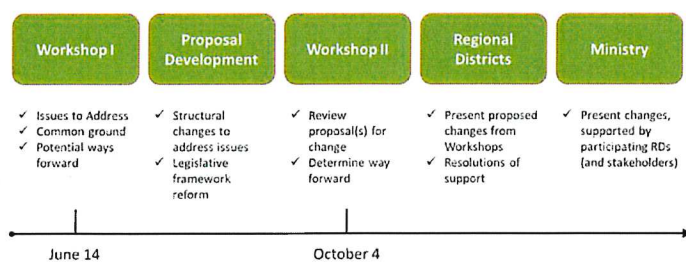 Workshop I
Proposal
Development
Workshop II
Regional
Districts
Ministry
✓ Issues to Address
✓ Common ground
✓ Potential ways
forward
✓ Structural
changes to
address issues
✓ Legislative
framework
reform
✓ Review
proposal(s) for
change
✓ Determine way
forward
✓ Present proposed
changes from
Workshops
✓ Resolutions of
support
✓ Present changes,
supported by
participating RDs
(and stakeholders)
June 14
October 4